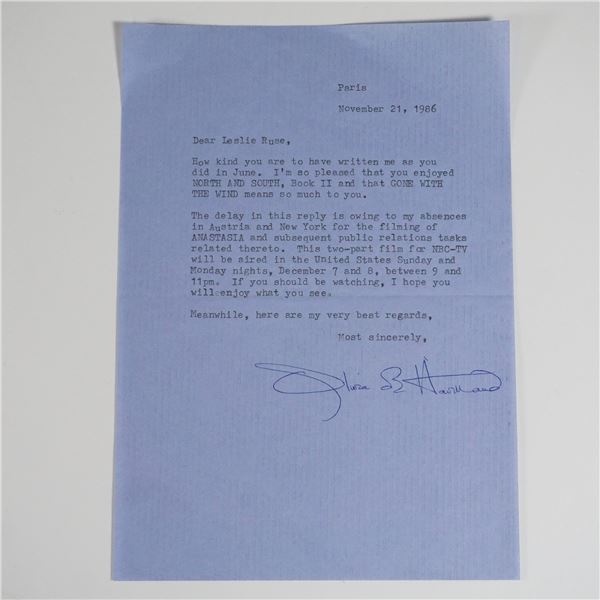 Paris
November 21, 1986
Dear Leslie Ruse,
How kind you are to have written me as you
did in June. I'm so pleased that you enjoyed
NORTH AND SOUTH, Book II and that GONE WITH
THE WIND means so much to you.
The delay in this reply is owing to my absences
in Austria and New York for the filming of
ANASTASIA and subsequent public relations tasks
related thereto. This two-part film for NBC-TV
will be aired in the United States Sunday and
Monday nights, December 7 and 8, between 9 and
11pm. If you should be watching, I hope you
will enjoy what you see.
Meanwhile, here are my very best regards,
Most sincerely,
Olivia de Havilland